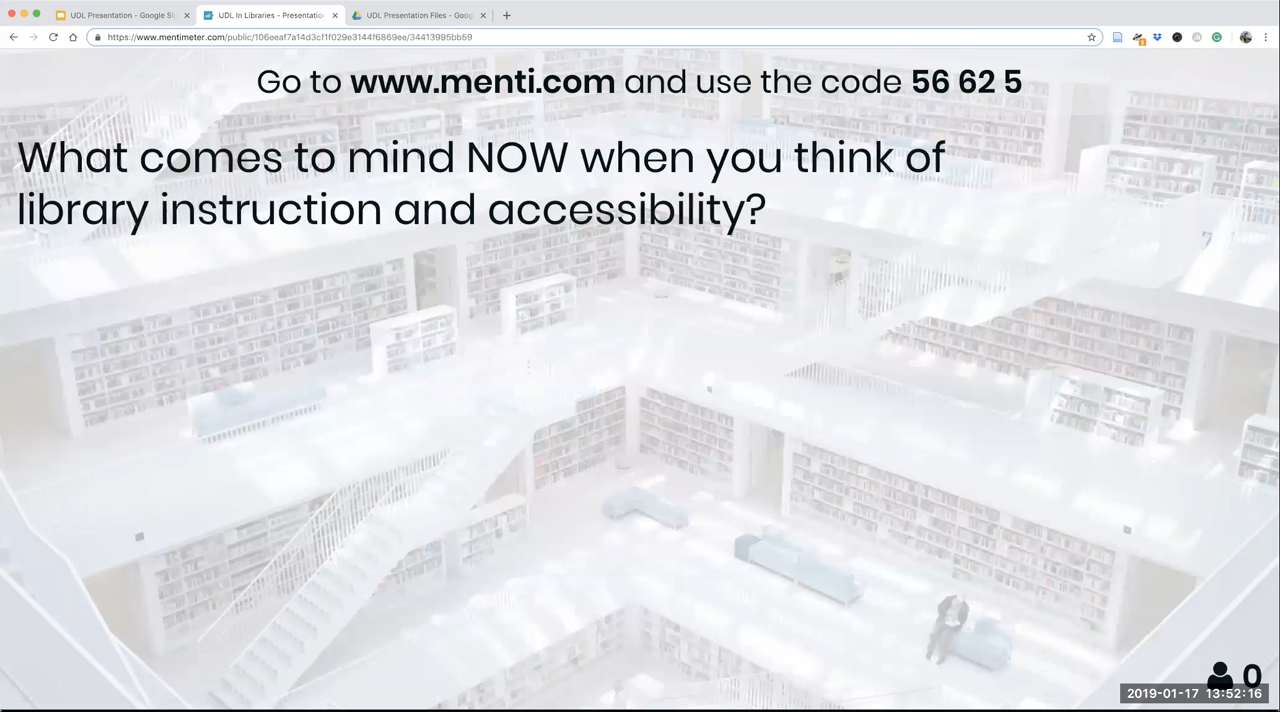 UDL Presentation - Google Sli
UDL In Libraries - Presentatio
UDL Presentation Files - Goog
https://www.mentimeter.com/public/106eeaf7a14d3cf1f029e3144f6869ee/34413995bb59
Go to www.menti.com and use the code 56 62 5
What comes to mind NOW when you think of
library instruction and accessibility?
0
2019-01-17 13:52:16